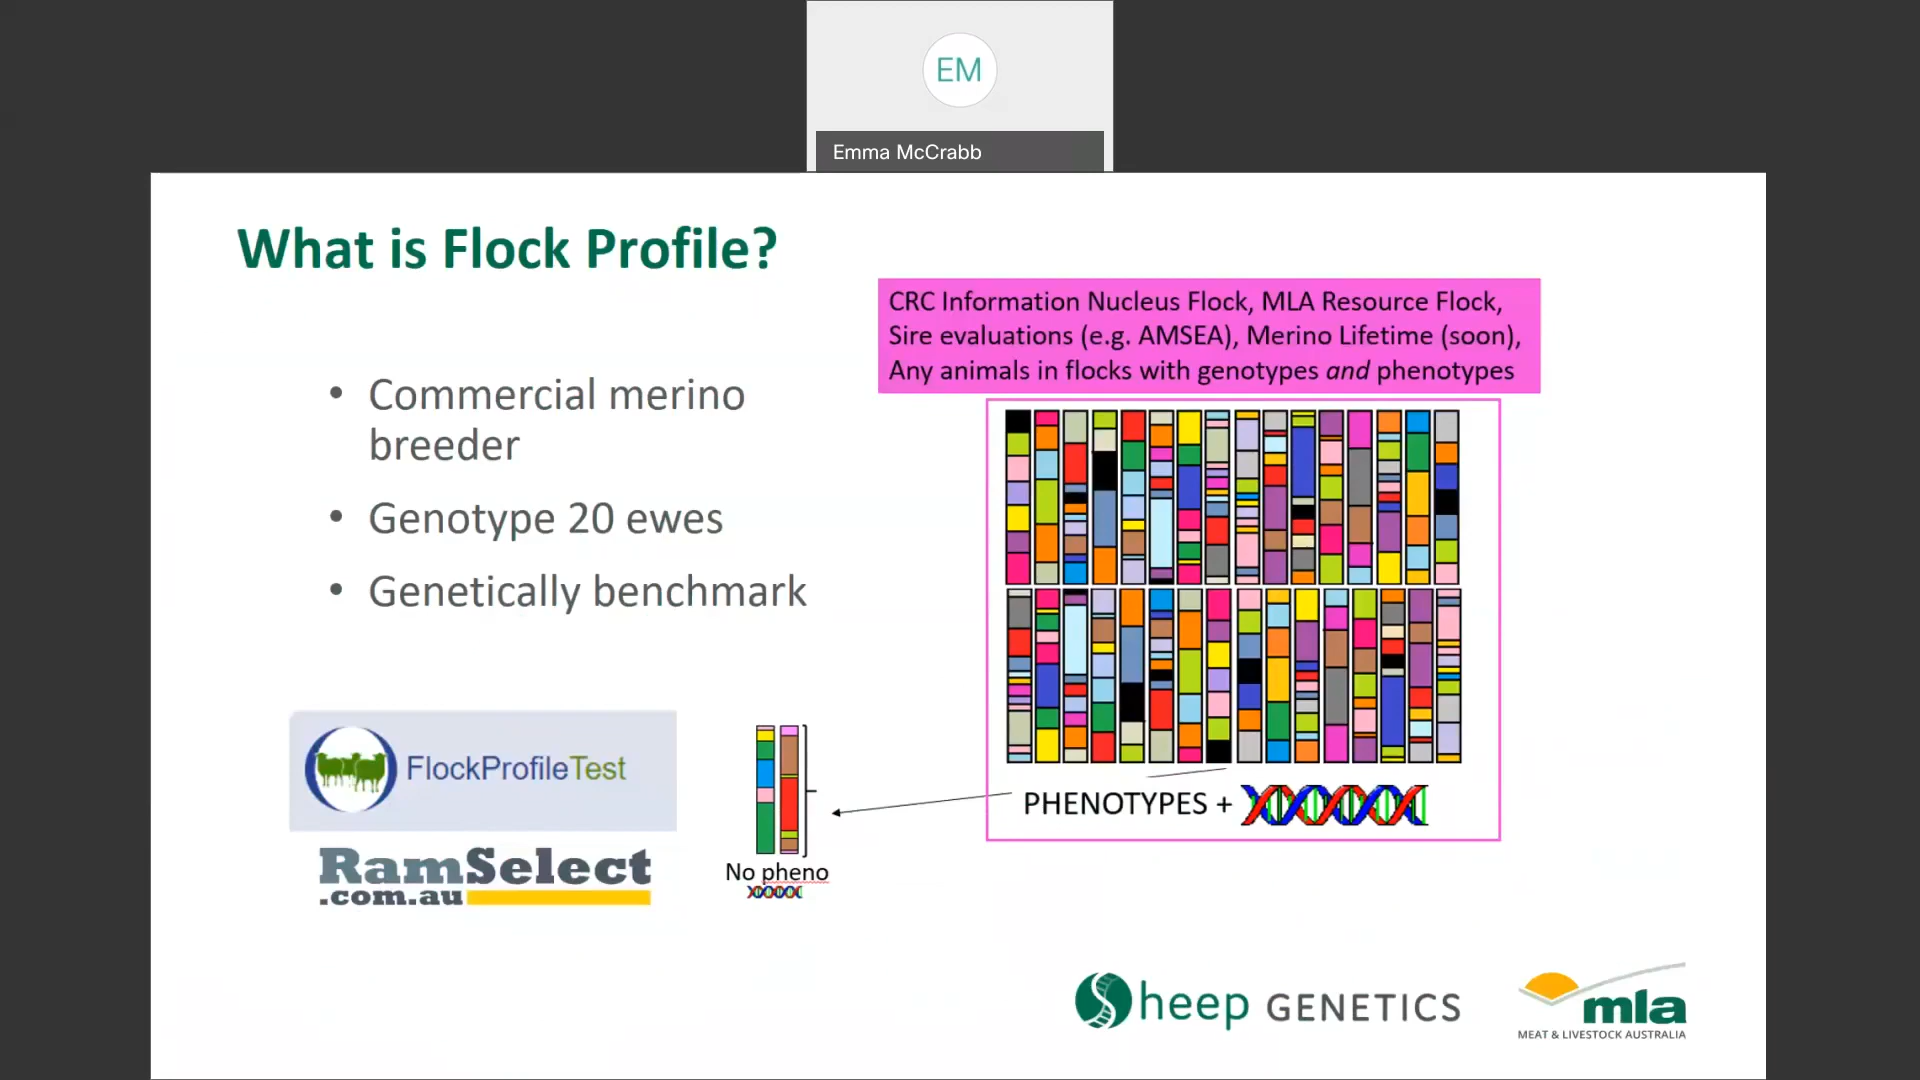 EM
Emma McCrabb
What is Flock Profile?
CRC Information Nucleus Flock, MLA Resource Flock,
Sire evaluations (e.g. AMSEA), Merino Lifetime (soon),
Any animals in flocks with genotypes and phenotypes
• Commercial merino
breeder
• Genotype 20 ewes
• Genetically benchmark
FlockProfileTest
RamSelect
.com.au
No pheno
PHENOTYPES +
Sheep GENETICS
mla
MEAT & LIVESTOCK AUSTRALIA